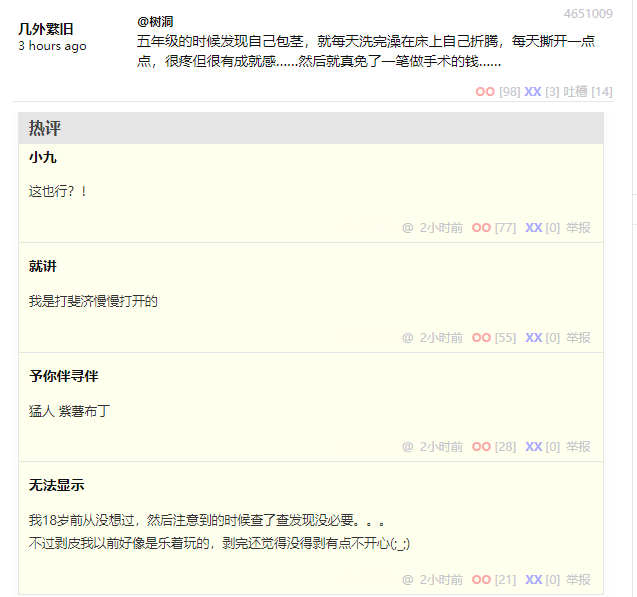 4651009
几外繁旧
3 hours ago
@树洞
五年级的时候发现自己包茎，就每天洗完澡在床上自己折腾，每天撕开一点
点，很疼但很有成就感……然后就真免了一笔做手术的钱……
OO [98] XX [3] 吐槽 [14]
热评
小九
这也行？！
@ 2小时前 OO [77] XX [0] 举报
就讲
我是打斐济慢慢打开的
@ 2小时前 OO [55] XX [0] 举报
予你伴寻伴
猛人 紫薯布丁
@ 2小时前 OO [28] XX [0] 举报
无法显示
我18岁前从没想过，然后注意到的时候查了查发现没必要。。。
不过剥皮我以前好像是乐着玩的，剥完还觉得没得剥有点不开心(;_;)
@ 2小时前 OO [21] XX [0] 举报